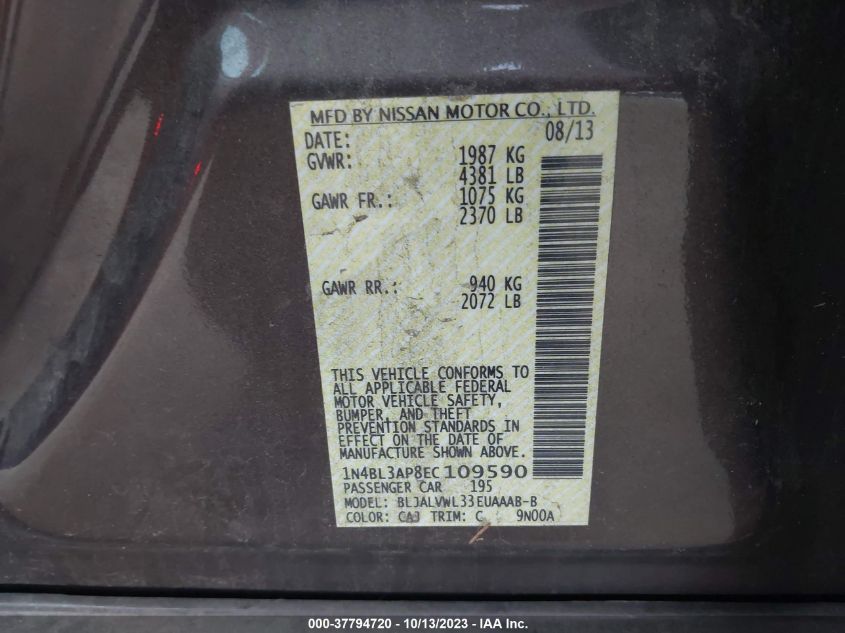 MFD BY NISSAN MOTOR CO., LTD.
DATE: 08/13
GVWR: 1987 KG
4381 LB
GAWR FR.: 1075 KG
2370 LB
GAWR RR.: 940 KG
2072 LB
THIS VEHICLE CONFORMS TO
ALL APPLICABLE FEDERAL
MOTOR VEHICLE SAFETY,
BUMPER, AND THEFT
PREVENTION STANDARDS IN
EFFECT ON THE DATE OF
MANUFACTURE SHOWN ABOVE.
1N4BL3AP8EC109590
PASSENGER CAR 195
MODEL: BLJALVWL33EUAAAB-B
COLOR: CAJ TRIM: C 9N00A
000-37794720 - 10/13/2023 - IAA Inc.